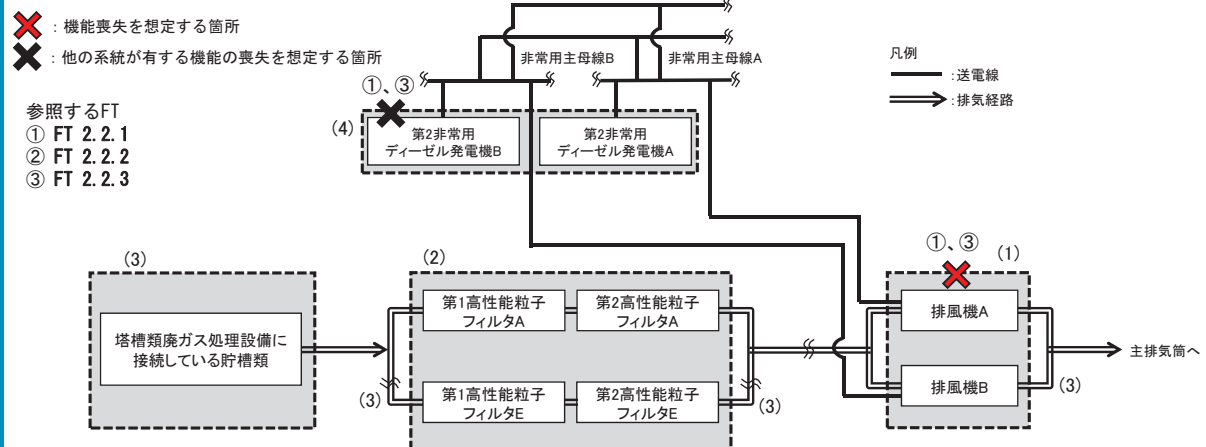 ：機能喪失を想定する箇所
：他の系統が有する機能の喪失を想定する箇所
参照するFT
① FT 2.2.1
② FT 2.2.2
③ FT 2.2.3
非常用主母線B
非常用主母線A
凡例
:送電線
:排気経路
①、③
(4)
第2非常用
ディーゼル発電機B
第2非常用
ディーゼル発電機A
(3)
塔槽類廃ガス処理設備に
接続している貯槽類
(2)
第1高性能粒子
フィルタA
第2高性能粒子
フィルタA
(3)
第1高性能粒子
フィルタE
第2高性能粒子
フィルタE
(3)
①、③
(1)
排風機A
排風機B
(3)
主排気筒へ